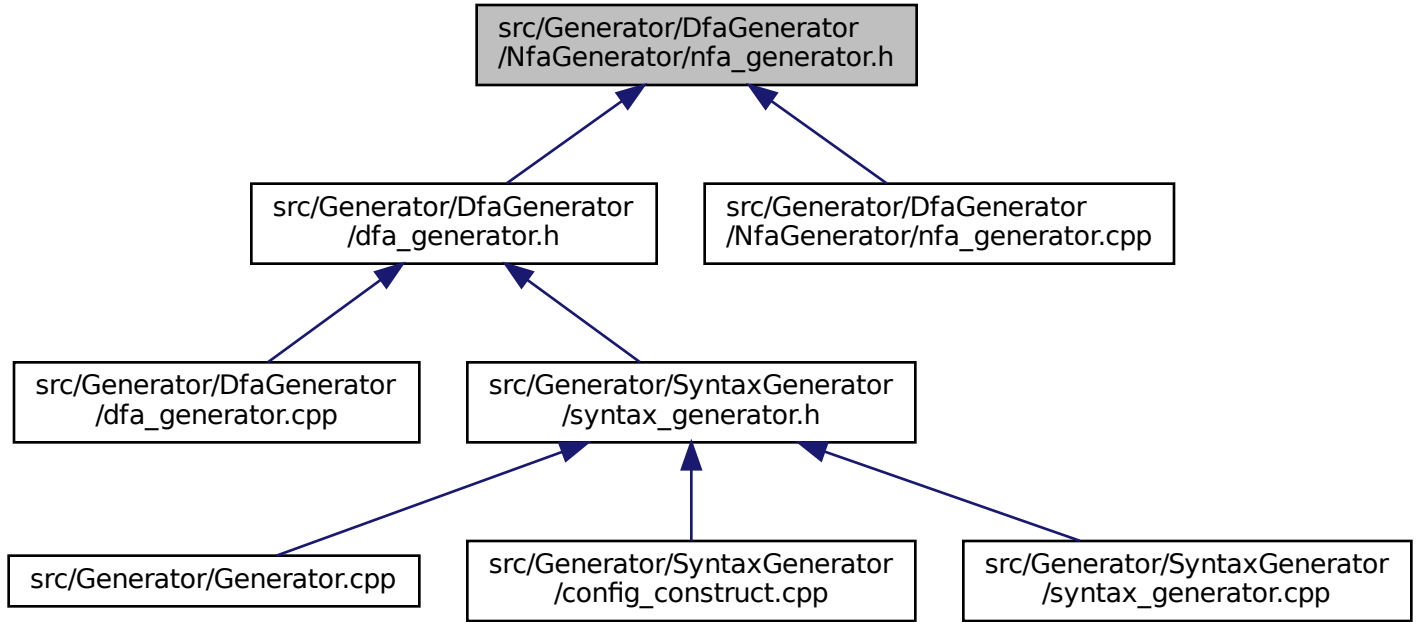 src/Generator/DfaGenerator
/NfaGenerator/nfa_generator.h
src/Generator/DfaGenerator
/dfa_generator.h
src/Generator/DfaGenerator
/NfaGenerator/nfa_generator.cpp
src/Generator/DfaGenerator
/dfa_generator.cpp
src/Generator/SyntaxGenerator
/syntax_generator.h
src/Generator/Generator.cpp
src/Generator/SyntaxGenerator
/config_construct.cpp
src/Generator/SyntaxGenerator
/syntax_generator.cpp